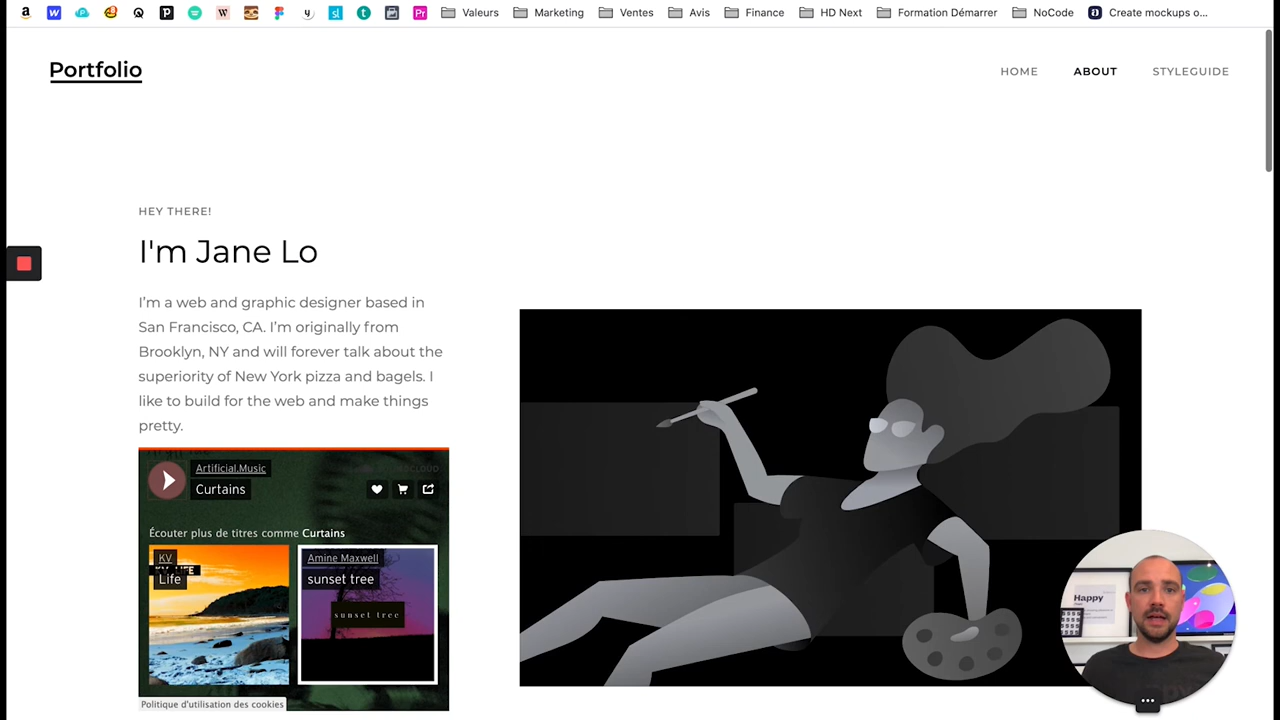 Valeurs
Marketing
Ventes
Avis
Finance
HD Next
Formation Démarrer
NoCode
Create mockups o...
Portfolio
HOME
ABOUT
STYLEGUIDE
HEY THERE!
I'm Jane Lo
I'm a web and graphic designer based in
San Francisco, CA. I'm originally from
Brooklyn, NY and will forever talk about the
superiority of New York pizza and bagels. I
like to build for the web and make things
pretty.
Artificial.Music
Curtains
Écouter plus de titres comme Curtains
KV
Life
Amine Maxwell
sunset tree
sunset tree
Politique d'utilisation des cookies
Happy